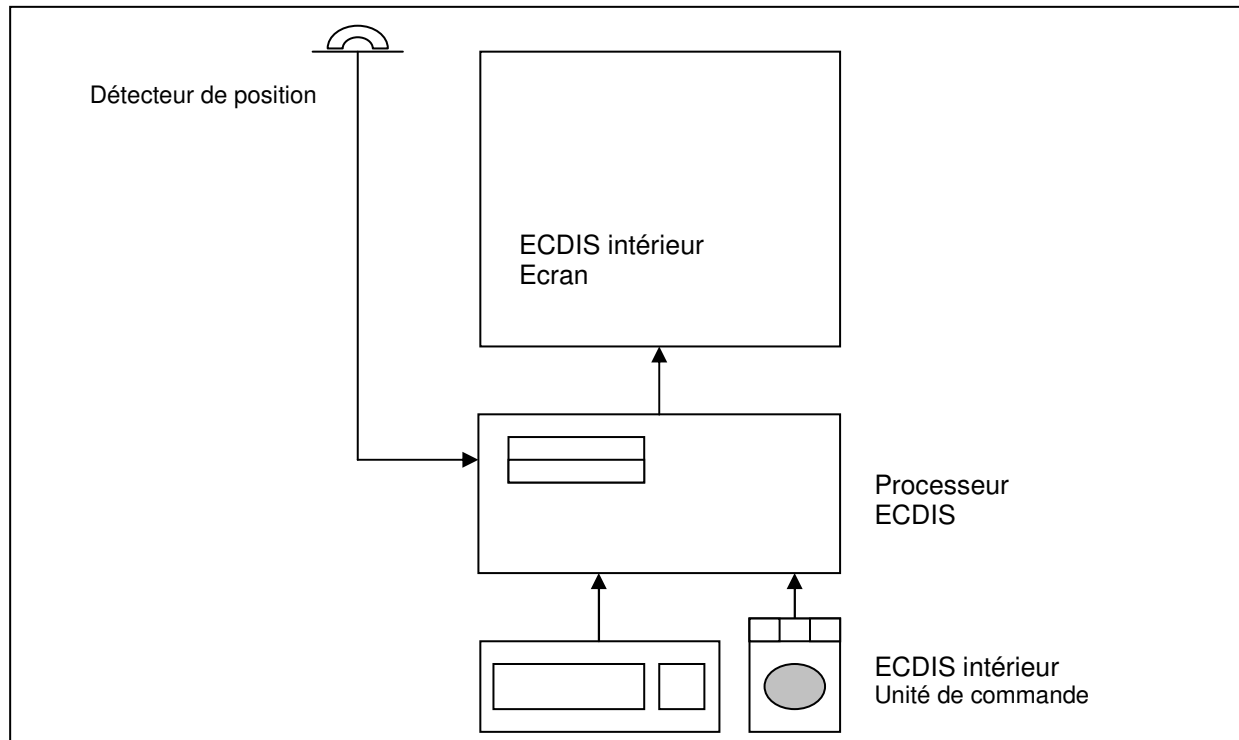 Détecteur de position
ECDIS intérieur
Ecran
Processeur
ECDIS
ECDIS intérieur
Unité de commande